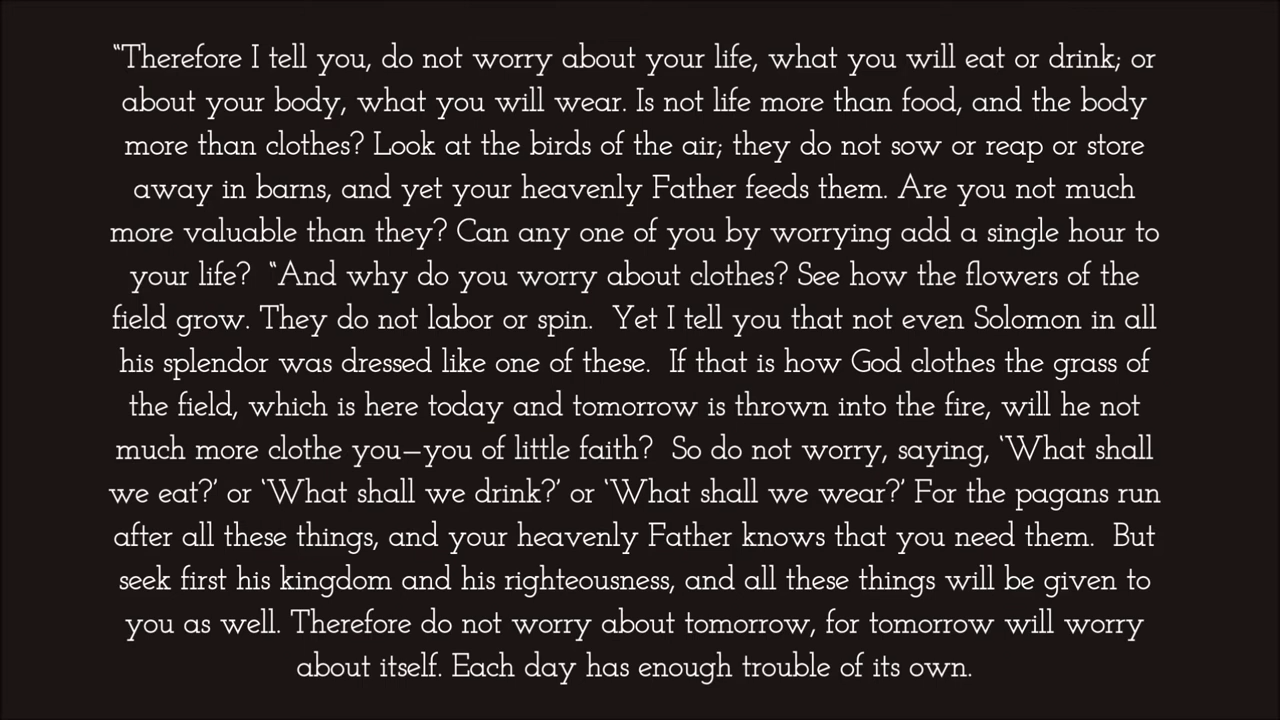 “Therefore I tell you, do not worry about your life, what you will eat or drink; or
about your body, what you will wear. Is not life more than food, and the body
more than clothes? Look at the birds of the air; they do not sow or reap or store
away in barns, and yet your heavenly Father feeds them. Are you not much
more valuable than they? Can any one of you by worrying add a single hour to
your life?  “And why do you worry about clothes? See how the flowers of the
field grow. They do not labor or spin.  Yet I tell you that not even Solomon in all
his splendor was dressed like one of these.  If that is how God clothes the grass of
the field, which is here today and tomorrow is thrown into the fire, will he not
much more clothe you—you of little faith?  So do not worry, saying, ‘What shall
we eat?’ or ‘What shall we drink?’ or ‘What shall we wear?’ For the pagans run
after all these things, and your heavenly Father knows that you need them.  But
seek first his kingdom and his righteousness, and all these things will be given to
you as well. Therefore do not worry about tomorrow, for tomorrow will worry
about itself. Each day has enough trouble of its own.